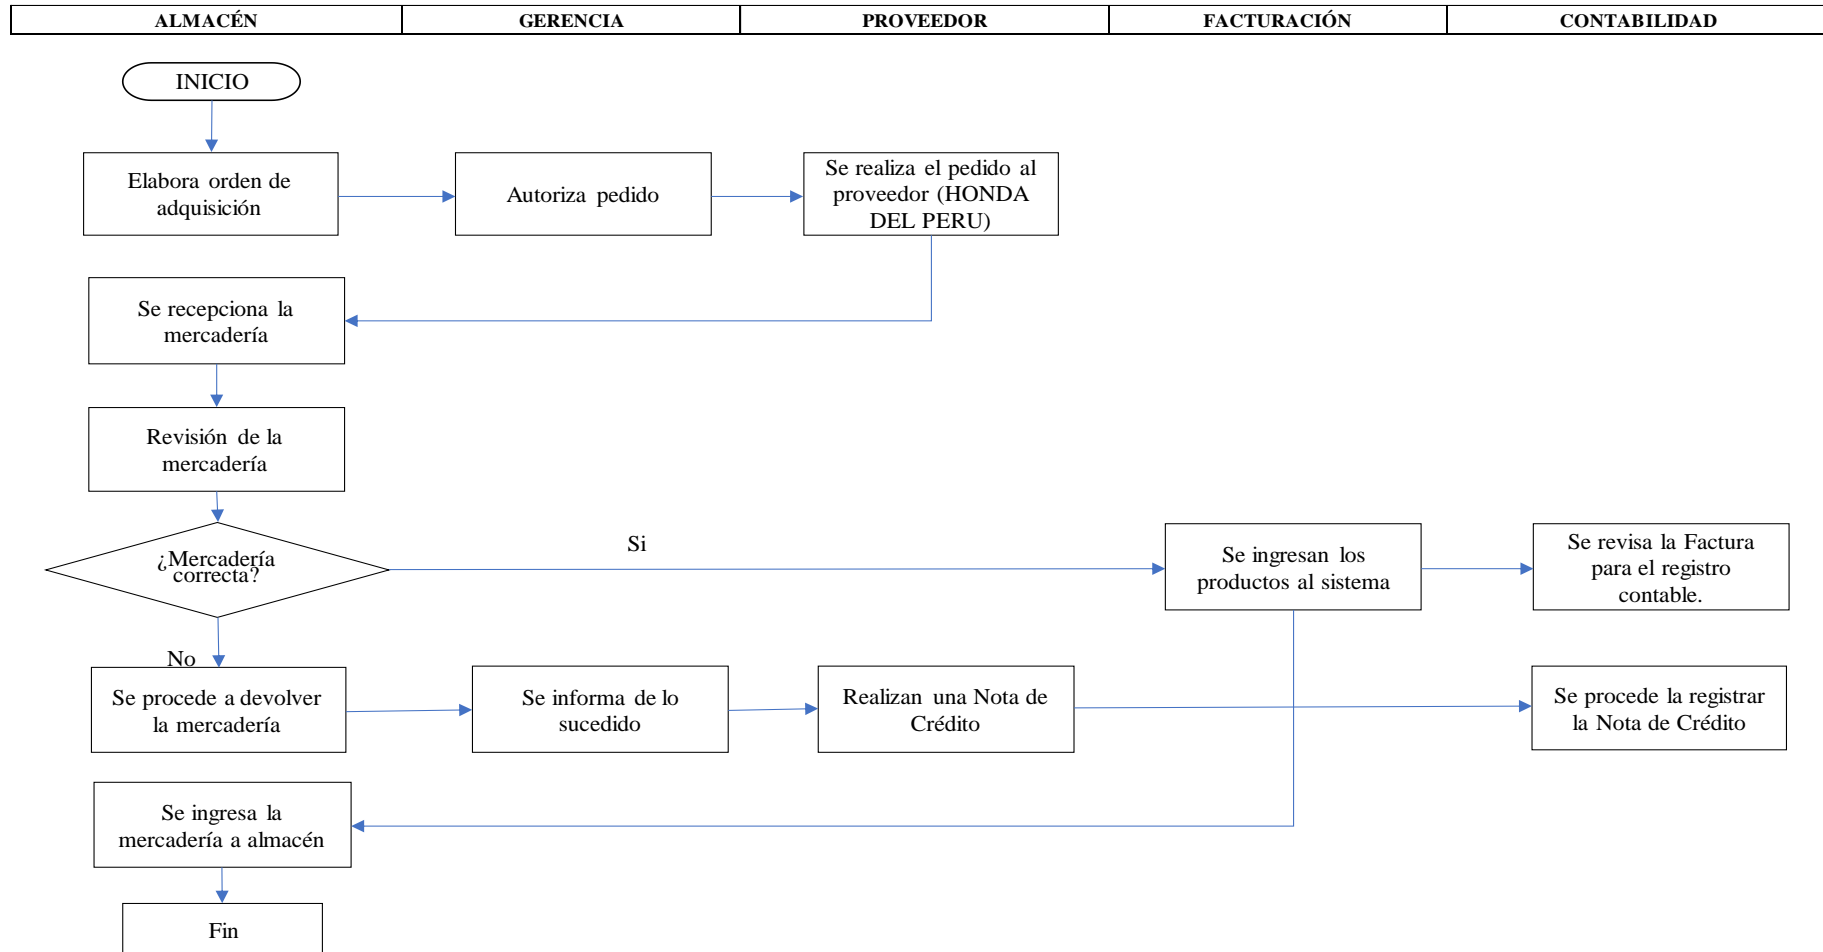 ALMACÉN
GERENCIA
PROVEEDOR
FACTURACIÓN
CONTABILIDAD
INICIO
Elabora orden de
adquisición
Autoriza pedido
Se realiza el pedido al
proveedor (HONDA
DEL PERU)
Se recepciona la
mercadería
Revisión de la
mercadería
¿Mercadería
correcta?
Si
Se ingresan los
productos al sistema
Se revisa la Factura
para el registro
contable.
No
Se procede a devolver
la mercadería
Se informa de lo
sucedido
Realizan una Nota de
Crédito
Se procede la registrar
la Nota de Crédito
Se ingresa la
mercadería a almacén
Fin